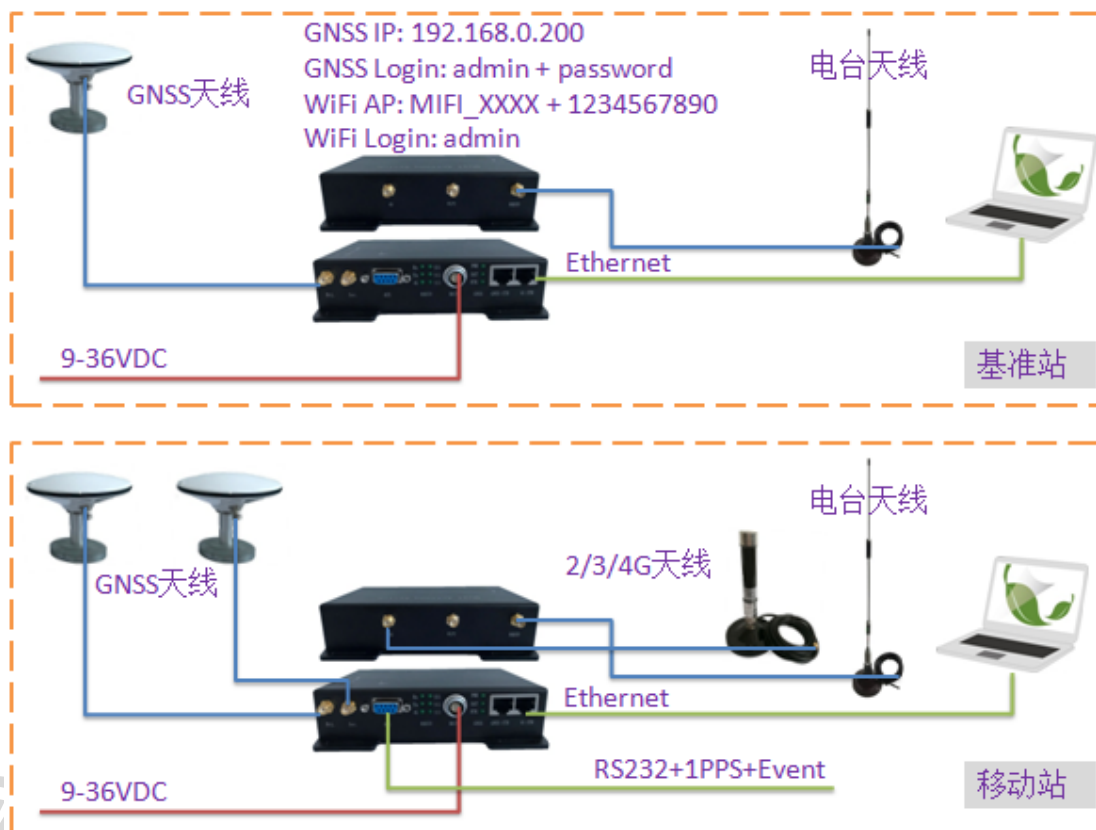 GNSS IP: 192.168.0.200
GNSS Login: admin + password
WiFi AP: MIFI_XXXX + 1234567890
WiFi Login: admin
GNSS天线
电台天线
Ethernet
9-36VDC
基准站
GNSS天线
2/3/4G天线
电台天线
Ethernet
RS232+1PPS+Event
9-36VDC
移动站